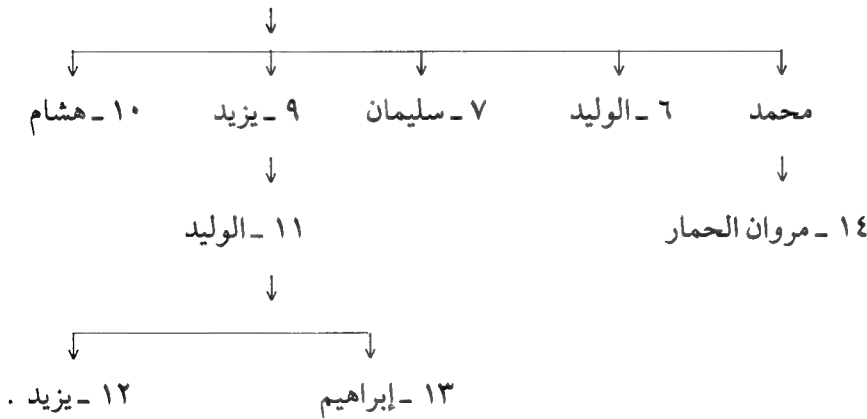 محمد ٦ ـ الوليد ٧ ـ سليمان ٩ ـ يزيد ١٠ ـ هشام
١٤ ـ مروان الحمار ١١ ـ الوليد
١٣ ـ إبراهيم ١٢ ـ يزيد .